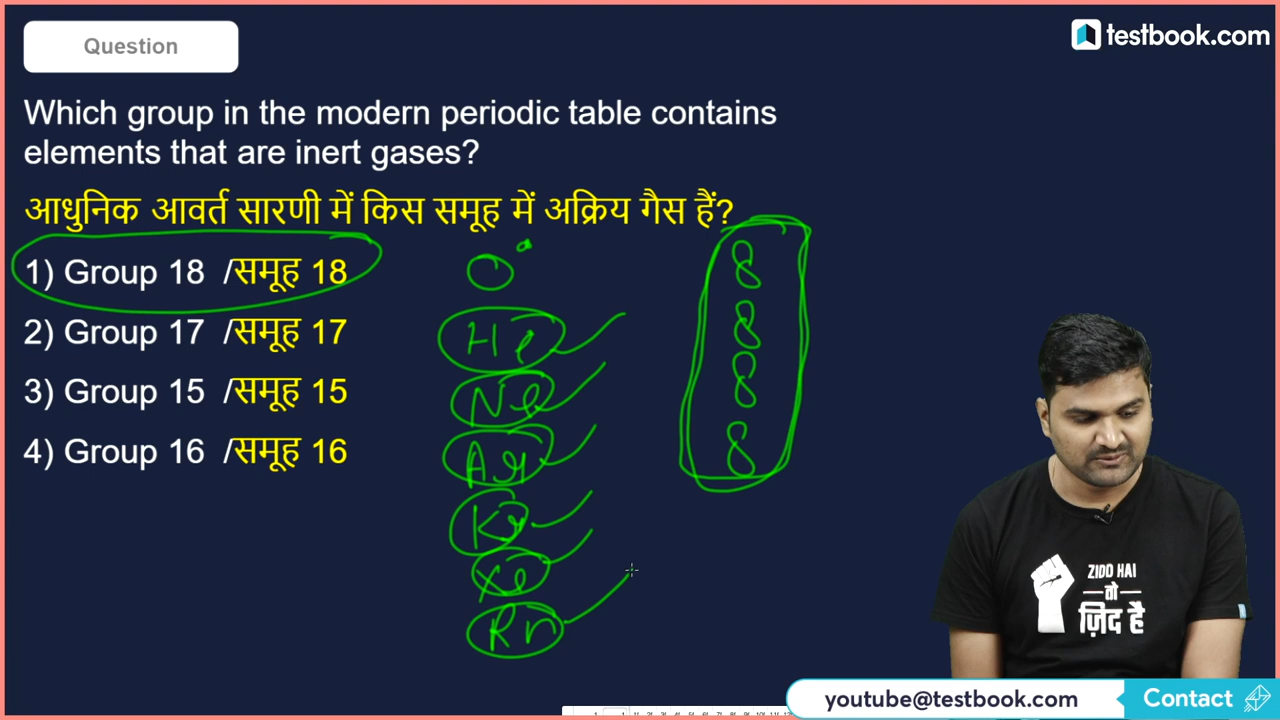 Question
testbook.com
Which group in the modern periodic table contains
elements that are inert gases?
आधुनिक आवर्त सारणी में किस समूह में अक्रिय गैस हैं?
1) Group 18 /समूह 18
2) Group 17 /समूह 17
3) Group 15 /समूह 15
4) Group 16 /समूह 16
0
He
Ne
Ar
Kr
Xe
Rn
8
8
8
8
ZIDD HAI
तो
ज़िद है
youtube@testbook.com
Contact